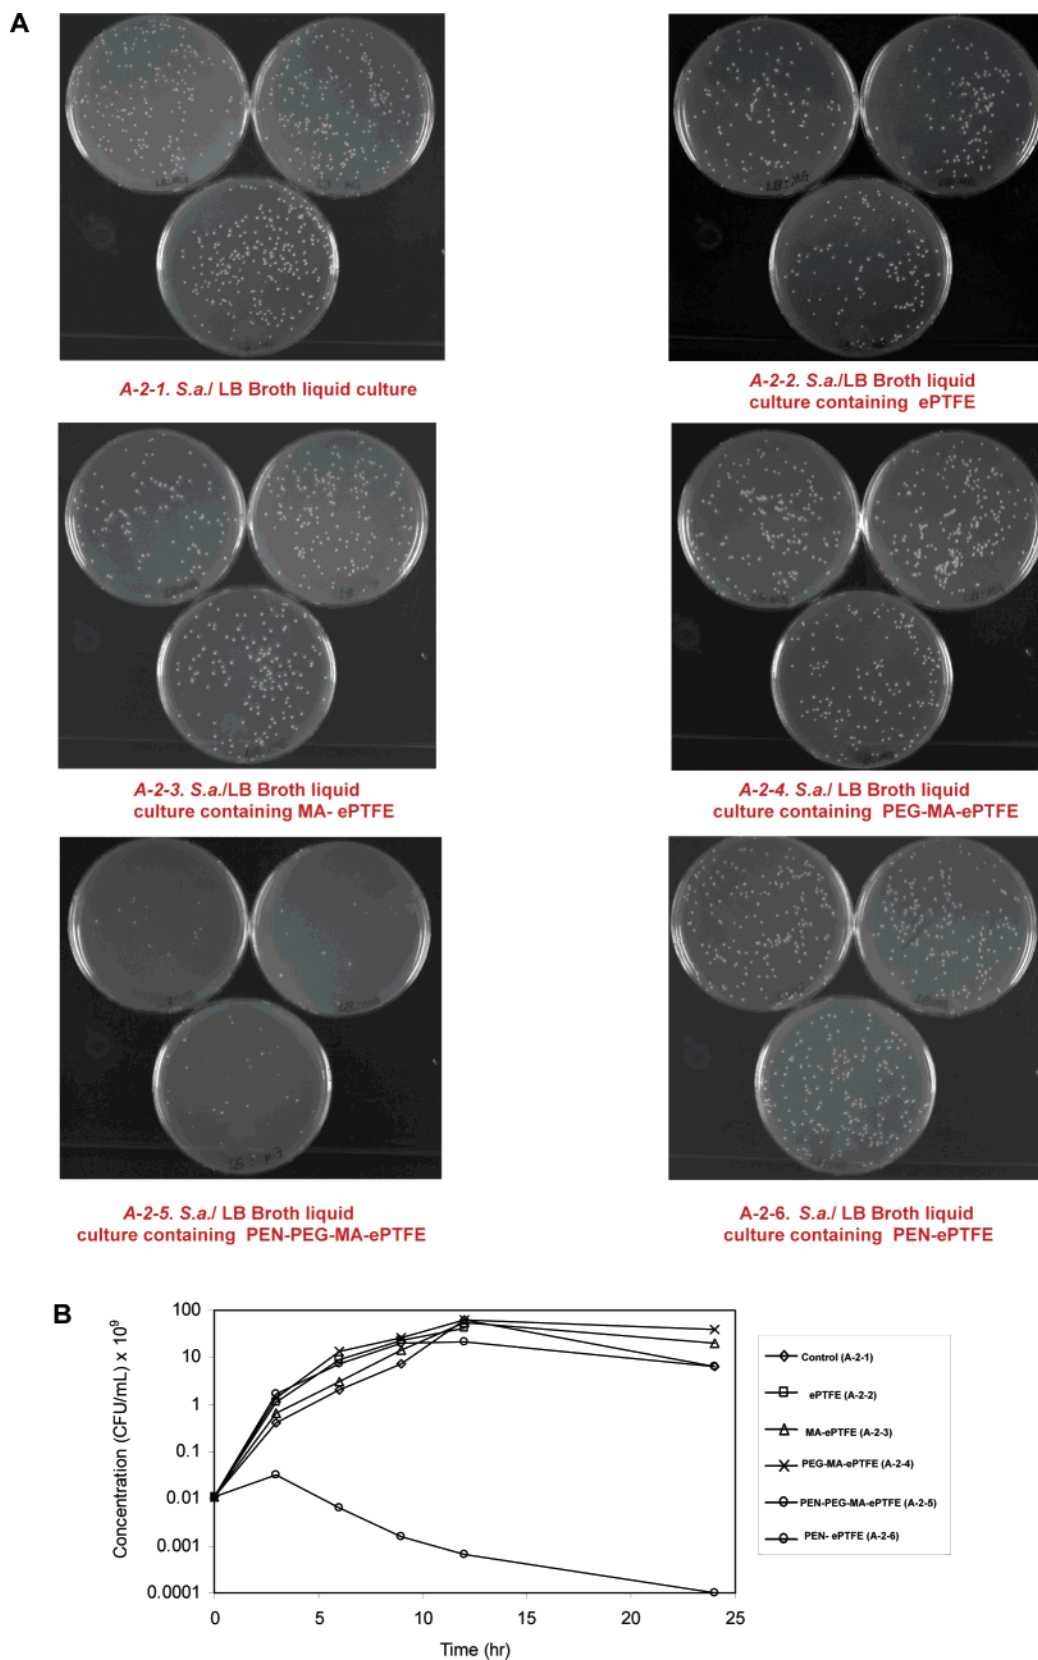 A
A-2-1. S.a./ LB Broth liquid culture
A-2-2. S.a./LB Broth liquid
culture containing ePTFE
A-2-3. S.a./LB Broth liquid
culture containing MA- ePTFE
A-2-4. S.a./ LB Broth liquid
culture containing PEG-MA-ePTFE
A-2-5. S.a./ LB Broth liquid
culture containing PEN-PEG-MA-ePTFE
A-2-6. S.a./ LB Broth liquid
culture containing PEN-ePTFE
B
Concentration (CFU/mL) x 10⁹
100
10
1
0.1
0.01
0.001
0.0001
0 5 10 15 20 25
Time (hr)
Control (A-2-1)
ePTFE (A-2-2)
MA-ePTFE (A-2-3)
PEG-MA-ePTFE (A-2-4)
PEN-PEG-MA-ePTFE (A-2-5)
PEN- ePTFE (A-2-6)